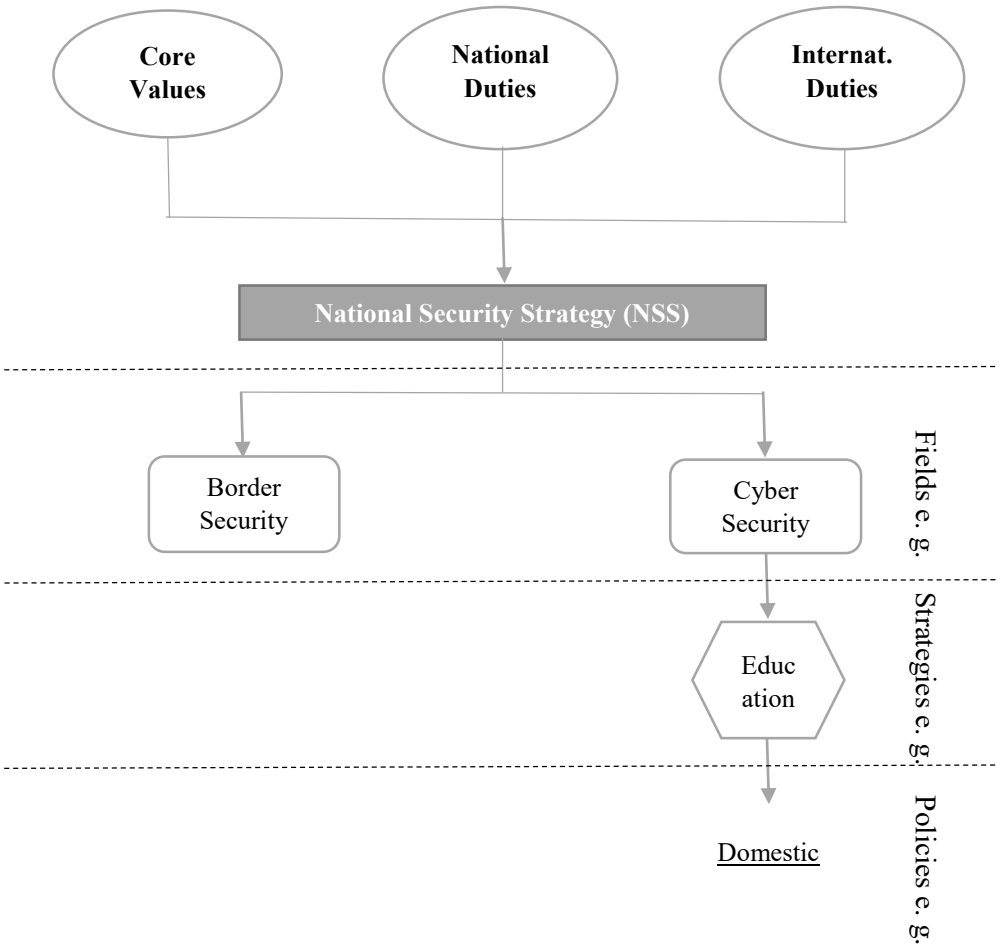 Core
Values
National
Duties
Internat.
Duties
National Security Strategy (NSS)
Border
Security
Cyber
Security
Fields e. g.
Educ
ation
Strategies e. g.
Domestic
Policies e. g.